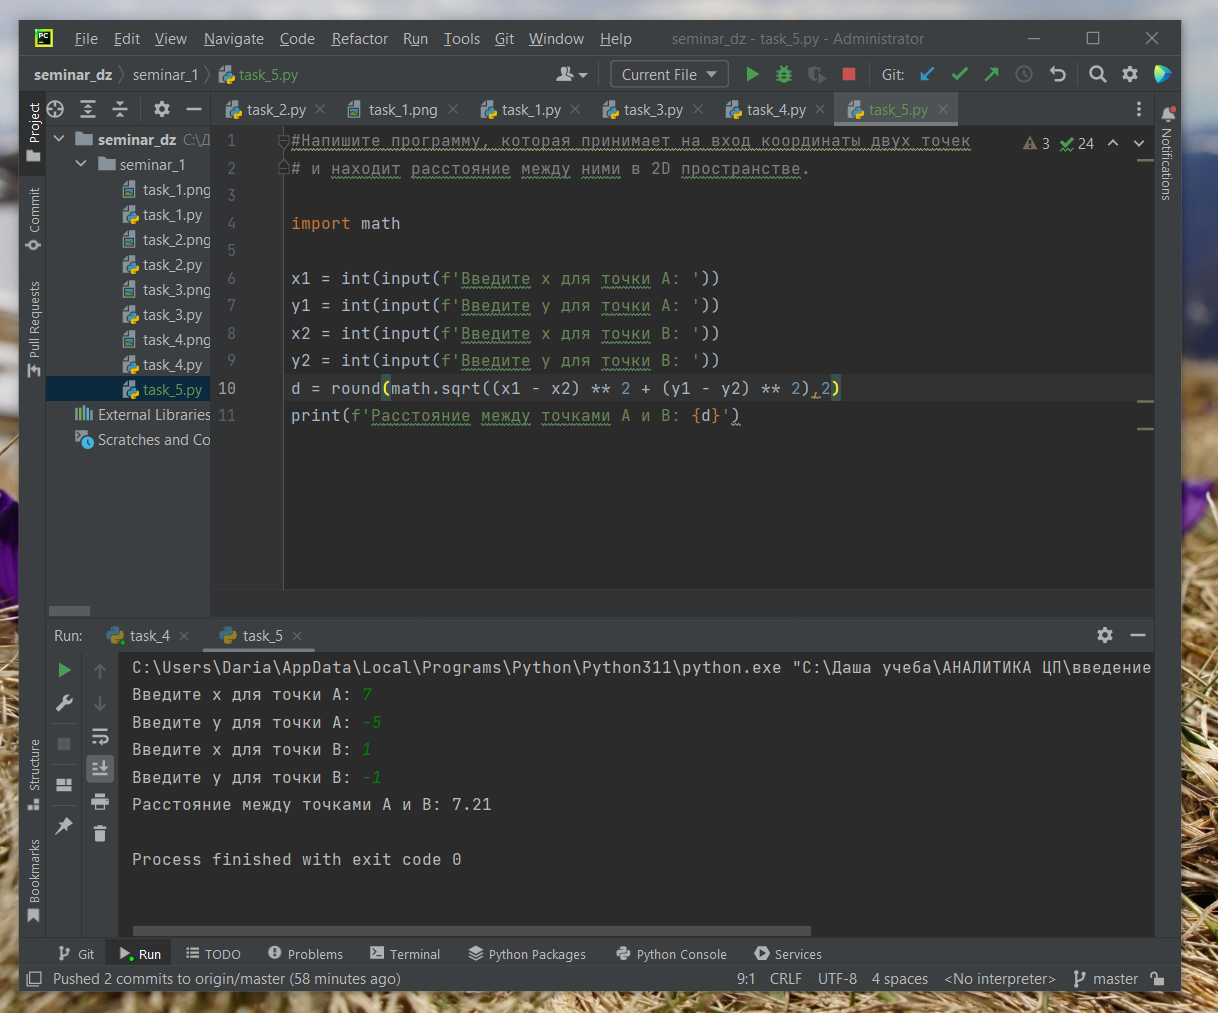 PC File Edit View Navigate Code Refactor Run Tools Git Window Help seminar_dz - task_5.py - Administrator
seminar_dz seminar_1 task_5.py Current File Git:
Project
task_2.py task_1.png task_1.py task_3.py task_4.py task_5.py
seminar_dz C:\Д
seminar_1
task_1.png
task_1.py
task_2.png
task_2.py
task_3.png
task_3.py
task_4.png
task_4.py
task_5.py
External Libraries
Scratches and Co
Commit
Pull Requests
3 24
Notifications
1 #Напишите программу, которая принимает на вход координаты двух точек
2 # и находит расстояние между ними в 2D пространстве.
3
4 import math
5
6 x1 = int(input(f'Введите x для точки A: '))
7 y1 = int(input(f'Введите y для точки A: '))
8 x2 = int(input(f'Введите x для точки B: '))
9 y2 = int(input(f'Введите y для точки B: '))
10 d = round(math.sqrt((x1 - x2) ** 2 + (y1 - y2) ** 2),2)
11 print(f'Расстояние между точками A и B: {d}')
Run: task_4 task_5
C:\Users\Daria\AppData\Local\Programs\Python\Python311\python.exe "C:\Даша учеба\АНАЛИТИКА ЦП\введение
Введите x для точки A: 7
Введите y для точки A: -5
Введите x для точки B: 1
Введите y для точки B: -1
Расстояние между точками A и B: 7.21
Process finished with exit code 0
Structure
Bookmarks
Git Run TODO Problems Terminal Python Packages Python Console Services
Pushed 2 commits to origin/master (58 minutes ago) 9:1 CRLF UTF-8 4 spaces <No interpreter> master